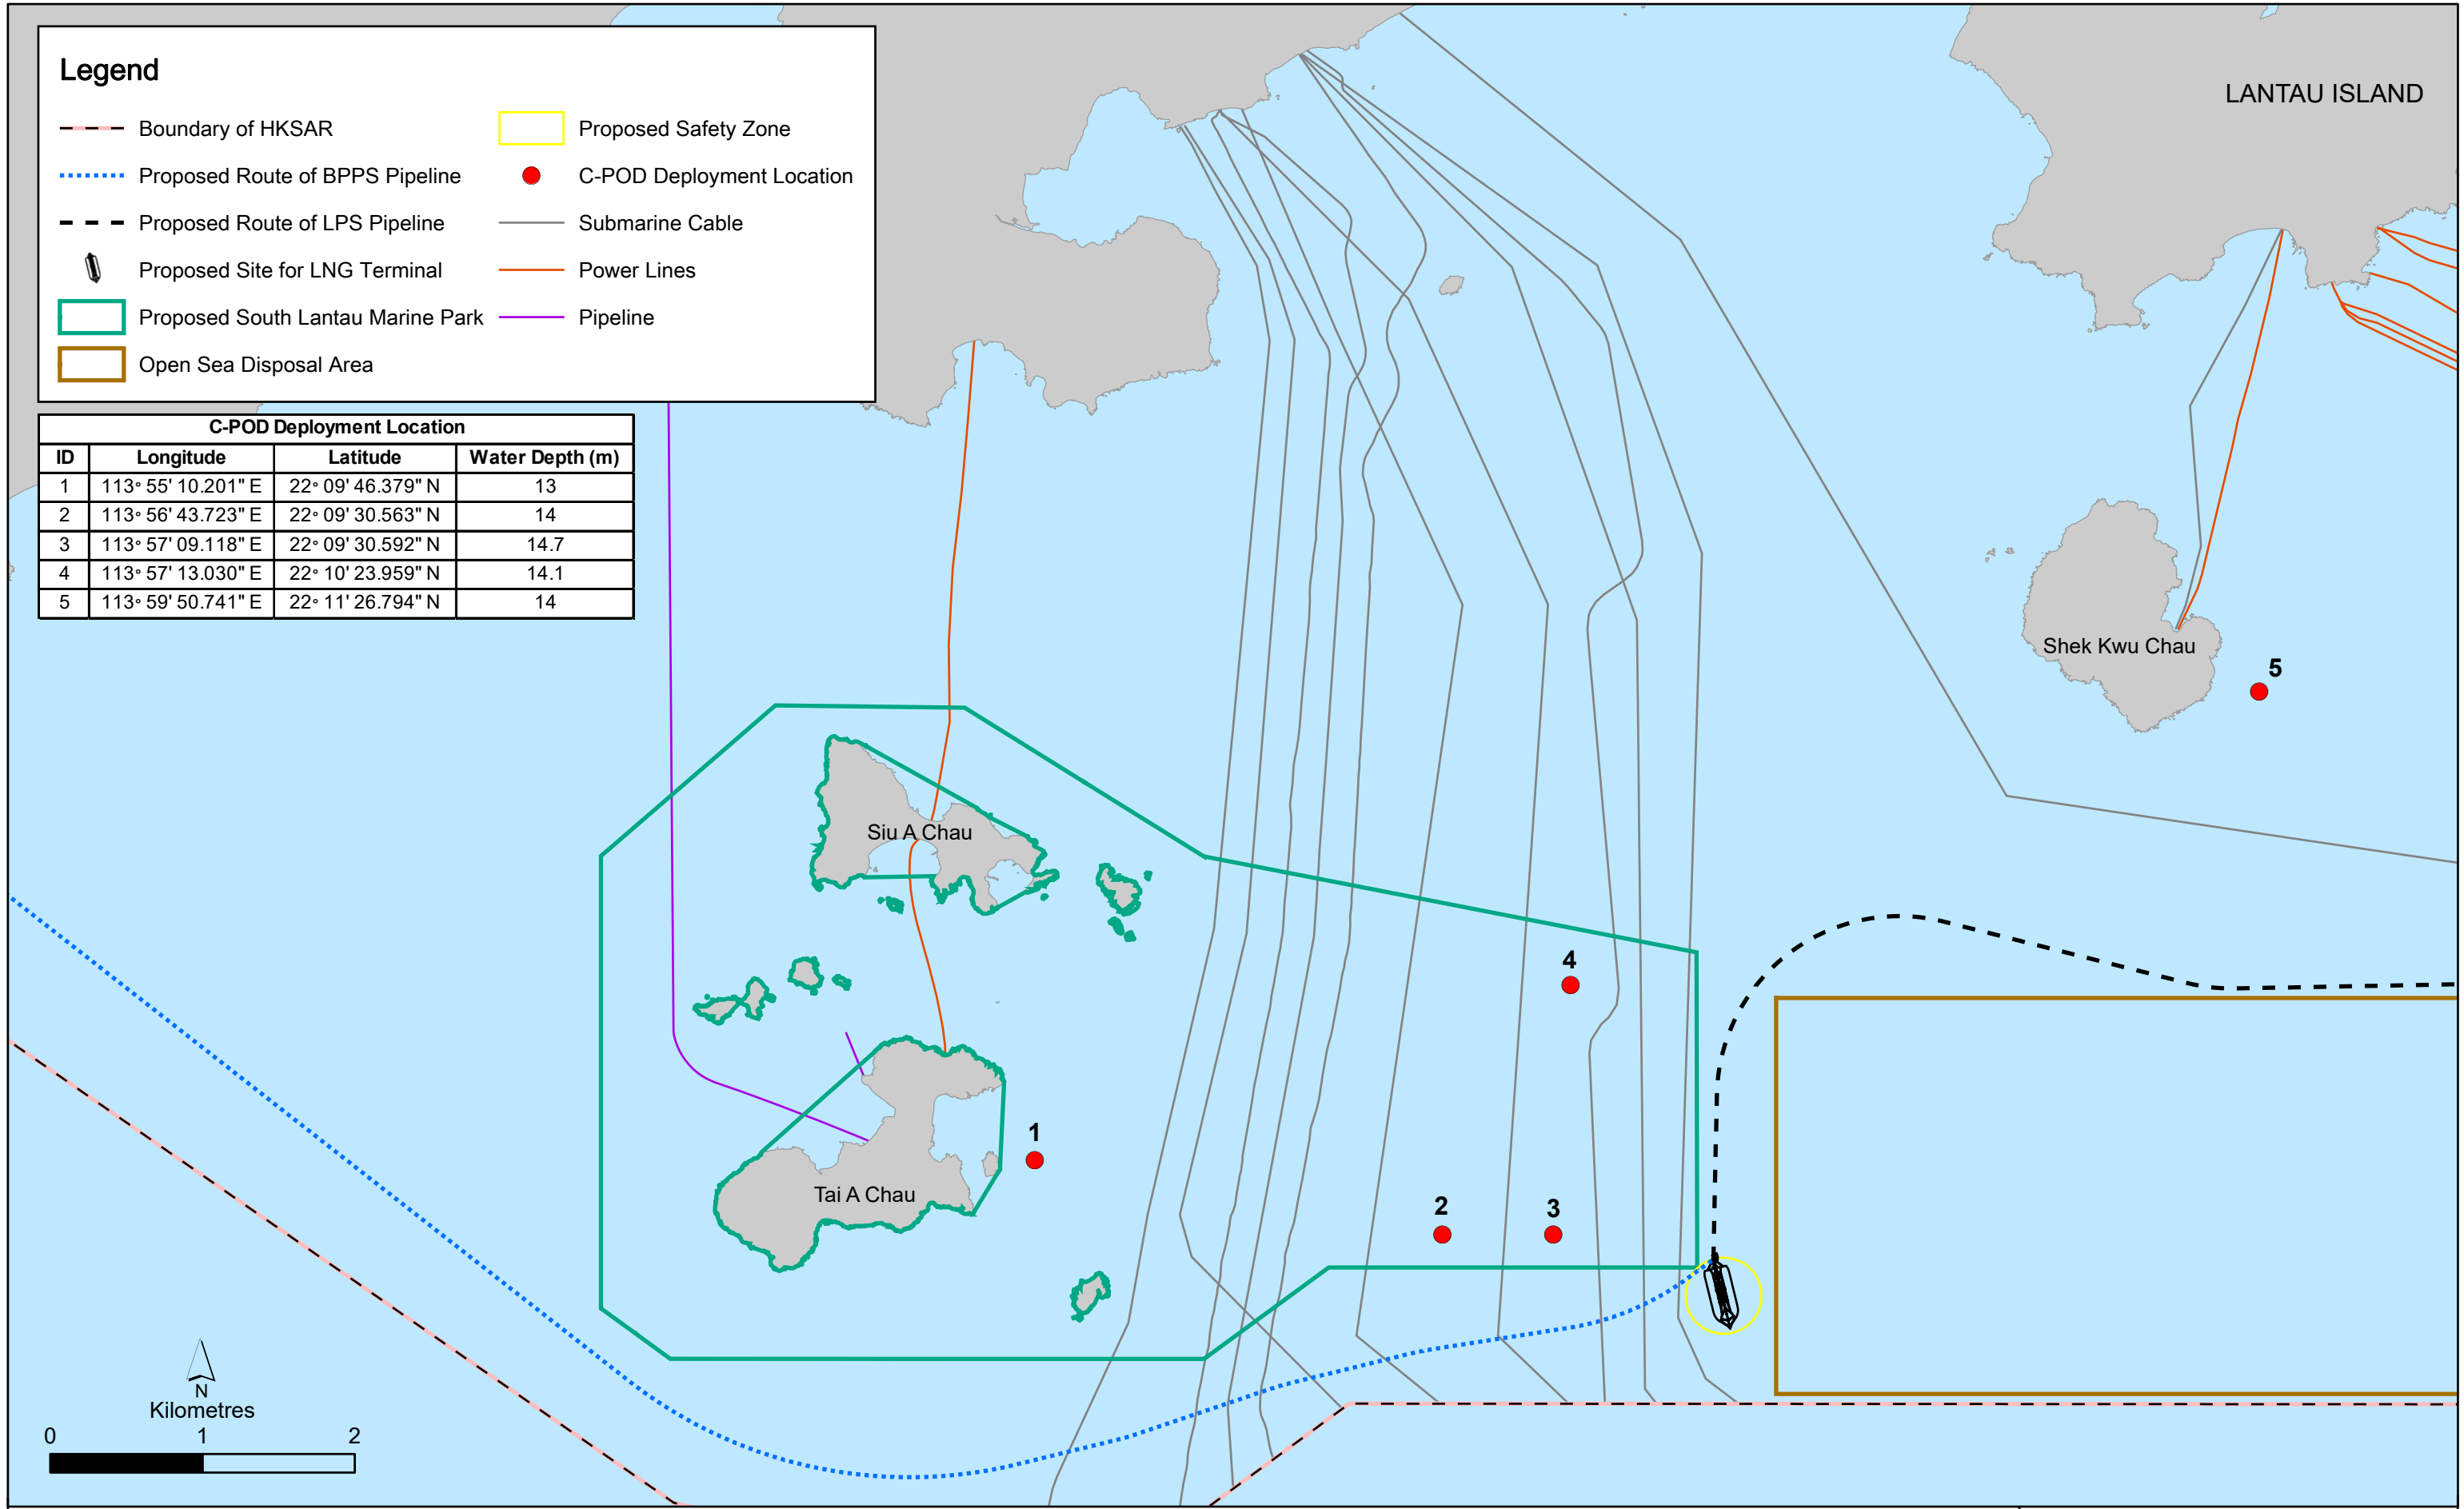 Legend
Boundary of HKSAR
Proposed Route of BPPS Pipeline
Proposed Route of LPS Pipeline
Proposed Site for LNG Terminal
Proposed South Lantau Marine Park
Open Sea Disposal Area
Proposed Safety Zone
C-POD Deployment Location
Submarine Cable
Power Lines
Pipeline
LANTAU ISLAND
C-POD Deployment Location
ID Longitude Latitude Water Depth (m)
1 113° 55' 10.201" E 22° 09' 46.379" N 13
2 113° 56' 43.723" E 22° 09' 30.563" N 14
3 113° 57' 09.118" E 22° 09' 30.592" N 14.7
4 113° 57' 13.030" E 22° 10' 23.959" N 14.1
5 113° 59' 50.741" E 22° 11' 26.794" N 14
Shek Kwu Chau
5
Siu A Chau
4
1
Tai A Chau
2
3
N
Kilometres
0 1 2